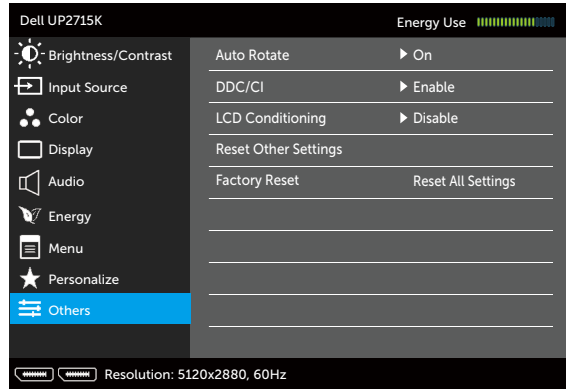 Dell UP2715K Energy Use
Brightness/Contrast Auto Rotate On
Input Source DDC/CI Enable
Color LCD Conditioning Disable
Display Reset Other Settings
Audio Factory Reset Reset All Settings
Energy
Menu
Personalize
Others
Resolution: 5120x2880, 60Hz